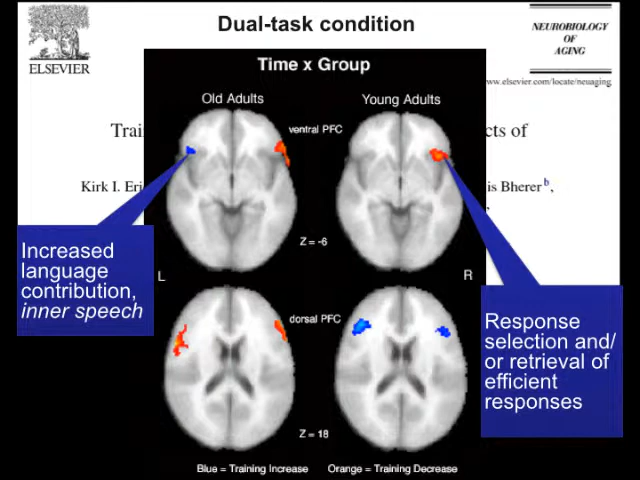 Dual-task condition
ELSEVIER
NEUROBIOLOGY
OF
AGING
www.elsevier.com/locate/neuaging
Time x Group
Old Adults
Young Adults
ventral PFC
of
Kirk I.
Bherer b,
Z = -6
L
R
Increased
language
contribution,
inner speech
dorsal PFC
Response
selection and/
or retrieval of
efficient
responses
Z = 18
Blue = Training Increase
Orange = Training Decrease